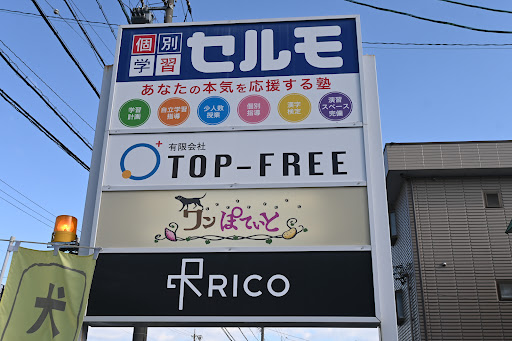 個別
学習
セルモ
あなたの本気を応援する塾
学習
計画
自立学習
指導
少人数
授業
個別
指導
漢字
検定
演習
スペース
完備
有限会社
TOP-FREE
ワンぽてぃと
RICO
犬